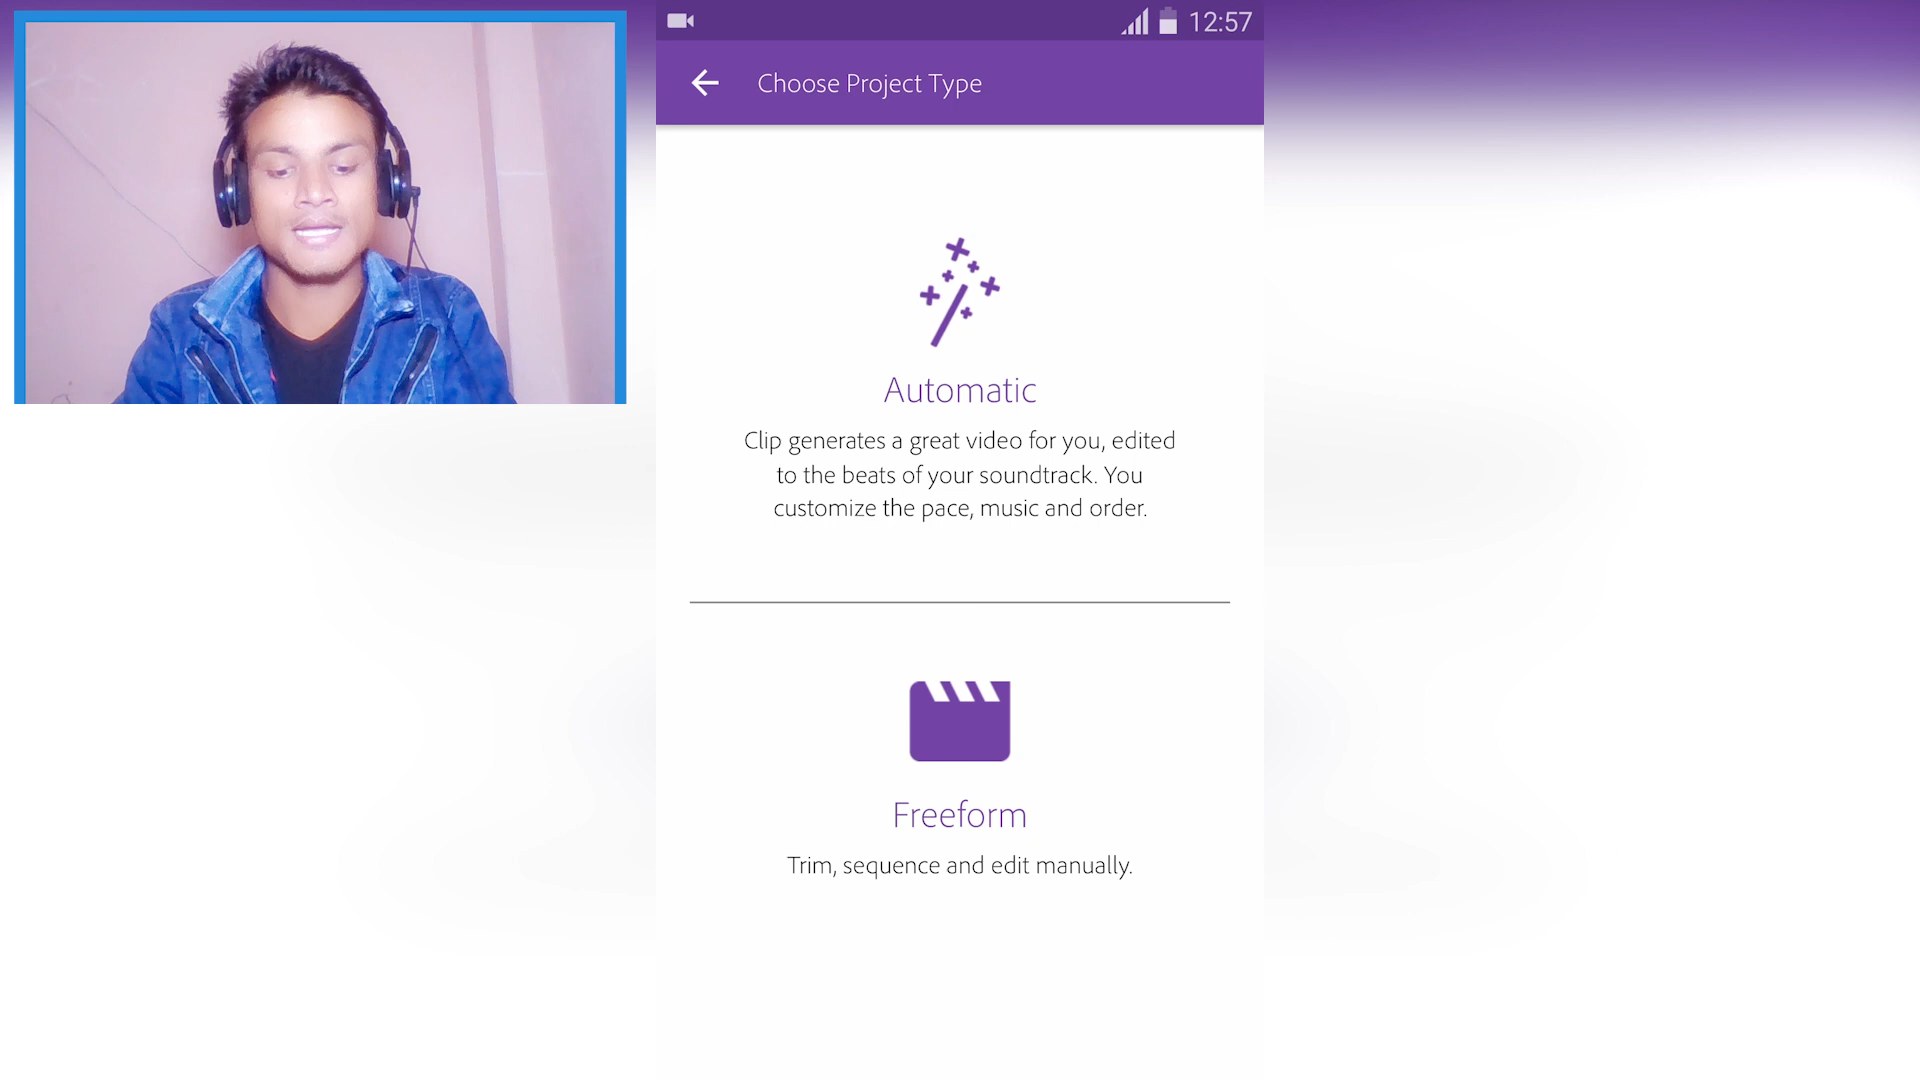 12:57
Choose Project Type
Automatic
Clip generates a great video for you, edited
to the beats of your soundtrack. You
customize the pace, music and order.
Freeform
Trim, sequence and edit manually.